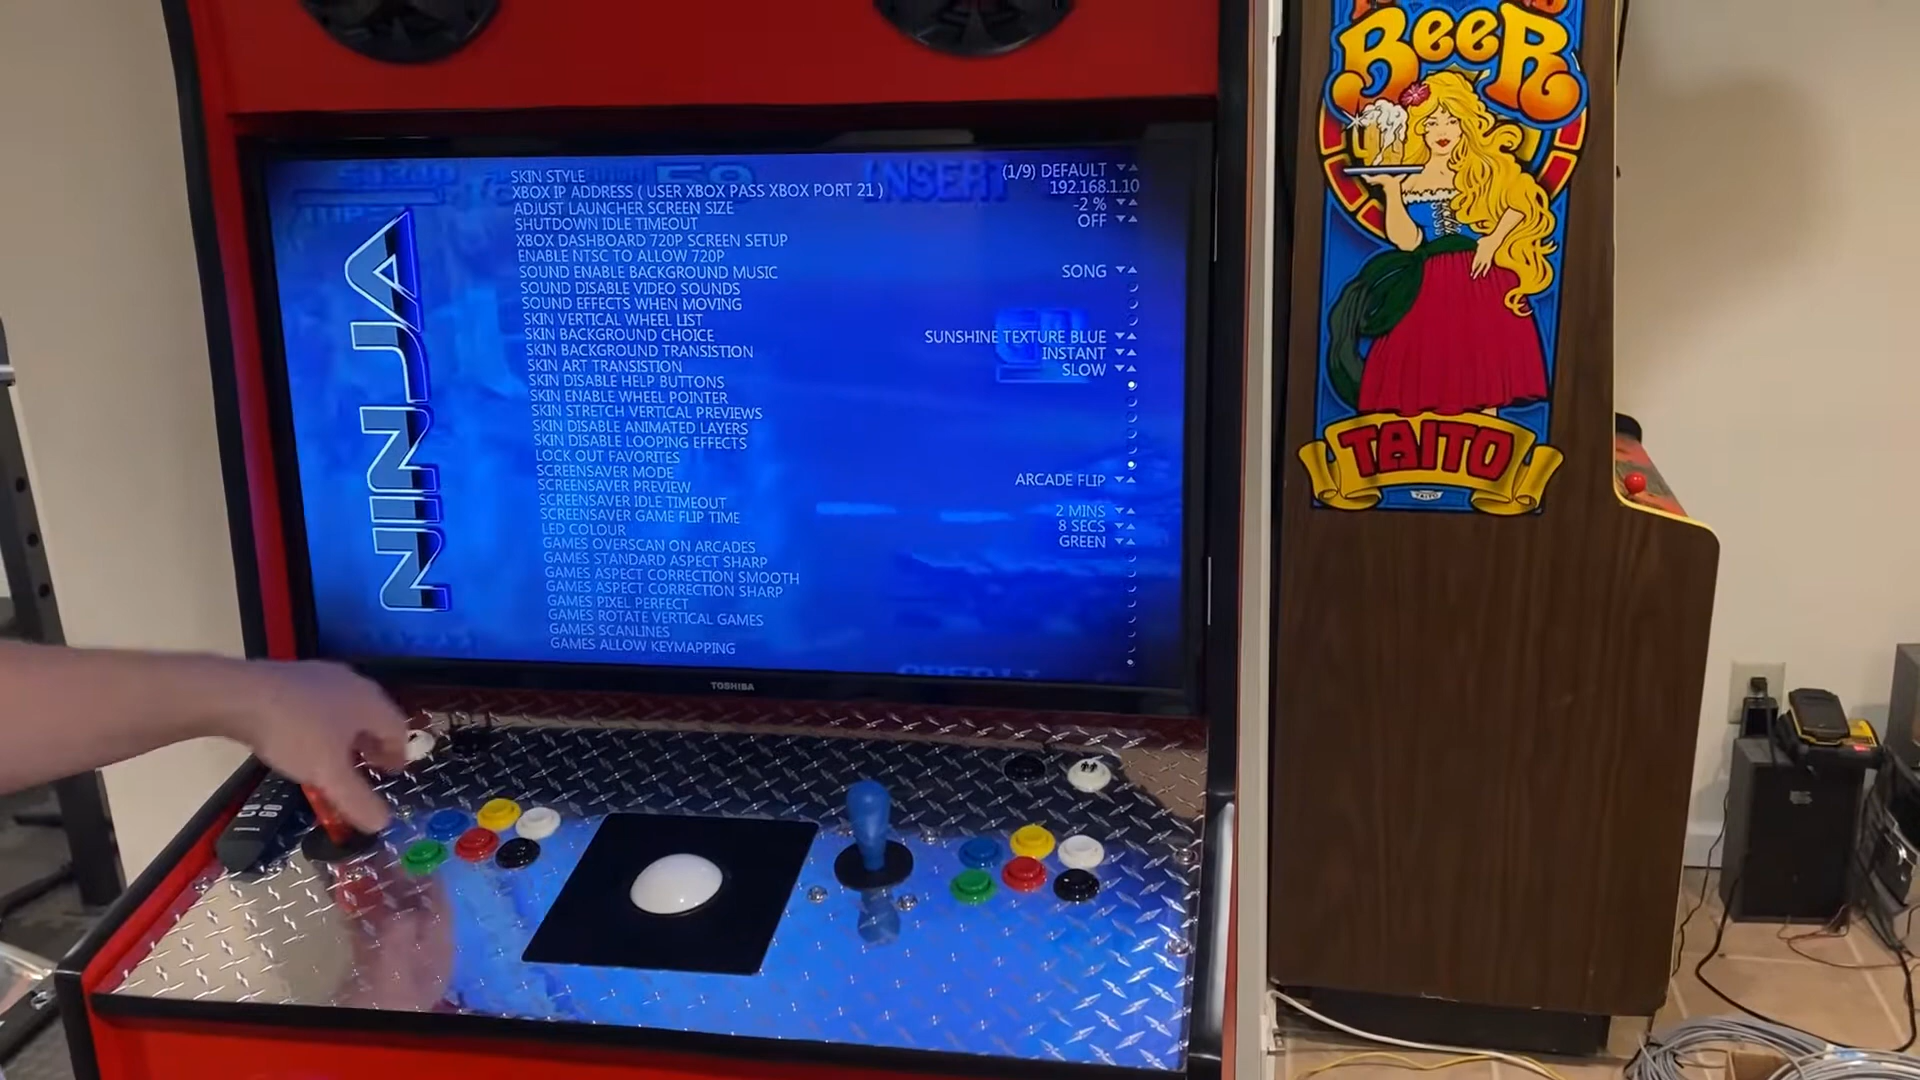 SKIN STYLE (1/9) DEFAULT
XBOX IP ADDRESS ( USER XBOX PASS XBOX PORT 21 ) 192.168.1.10
ADJUST LAUNCHER SCREEN SIZE -2 %
SHUTDOWN IDLE TIMEOUT OFF
XBOX DASHBOARD 720P SCREEN SETUP
ENABLE NTSC TO ALLOW 720P
SOUND ENABLE BACKGROUND MUSIC SONG
SOUND DISABLE VIDEO SOUNDS
SOUND EFFECTS WHEN MOVING
SKIN VERTICAL WHEEL LIST
SKIN BACKGROUND CHOICE SUNSHINE TEXTURE BLUE
SKIN BACKGROUND TRANSISTION INSTANT
SKIN ART TRANSISTION SLOW
SKIN DISABLE HELP BUTTONS
SKIN ENABLE WHEEL POINTER
SKIN STRETCH VERTICAL PREVIEWS
SKIN DISABLE ANIMATED LAYERS
SKIN DISABLE LOOPING EFFECTS
LOCK OUT FAVORITES
SCREENSAVER MODE ARCADE FLIP
SCREENSAVER PREVIEW
SCREENSAVER IDLE TIMEOUT 2 MINS
SCREENSAVER GAME FLIP TIME 8 SECS
LED COLOUR GREEN
GAMES OVERSCAN ON ARCADES
GAMES STANDARD ASPECT SHARP
GAMES ASPECT CORRECTION SMOOTH
GAMES ASPECT CORRECTION SHARP
GAMES PIXEL PERFECT
GAMES ROTATE VERTICAL GAMES
GAMES SCANLINES
GAMES ALLOW KEYMAPPING
NINJA
INSERT
TOSHIBA
BEER
TAITO